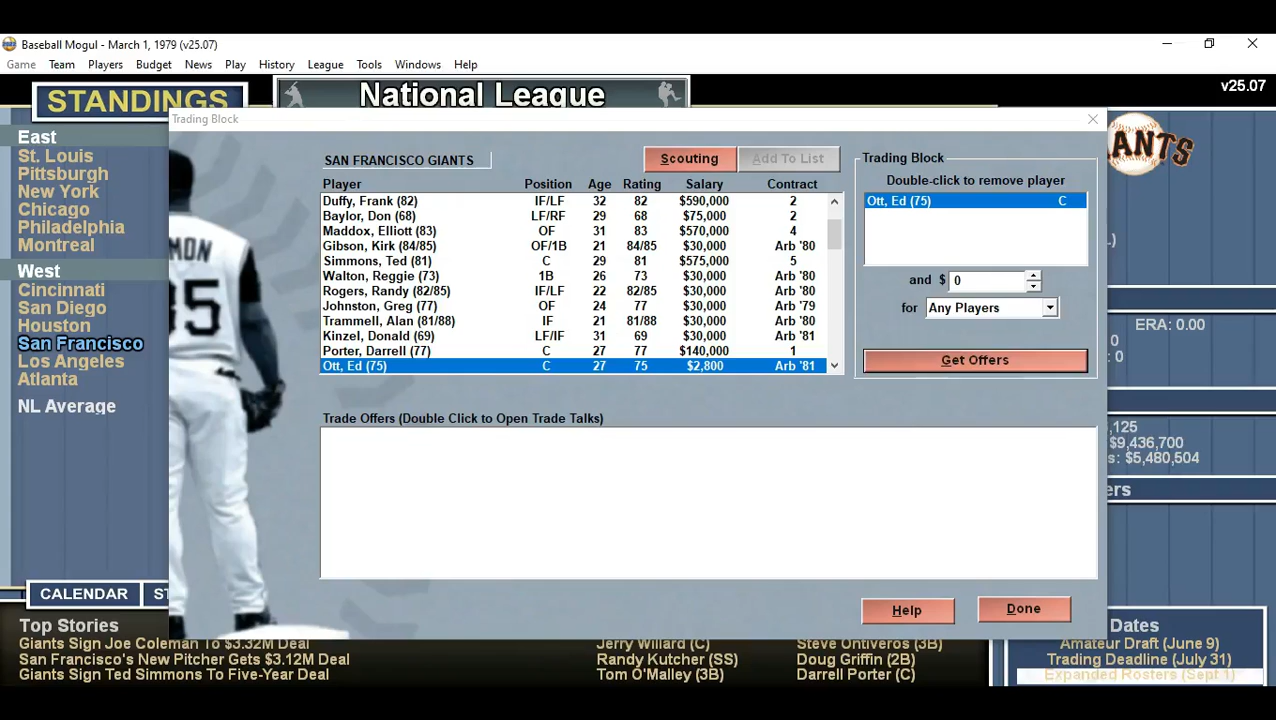 Baseball Mogul - March 1, 1979 (v25.07)
Game Team Players Budget News Play History League Tools Windows Help
STANDINGS
National League
v25.07
East
St. Louis
Pittsburgh
New York
Chicago
Philadelphia
Montreal
West
Cincinnati
San Diego
Houston
San Francisco
Los Angeles
Atlanta
NL Average
Trading Block
SAN FRANCISCO GIANTS
Scouting
Add To List
Player Position Age Rating Salary Contract
Duffy, Frank (82) IF/LF 32 82 $590,000 2
Baylor, Don (68) LF/RF 29 68 $75,000 2
Maddox, Elliott (83) OF 31 83 $570,000 4
Gibson, Kirk (84/85) OF/1B 21 84/85 $30,000 Arb '80
Simmons, Ted (81) C 29 81 $575,000 5
Walton, Reggie (73) 1B 26 73 $30,000 Arb '80
Rogers, Randy (82/85) IF/LF 22 82/85 $30,000 Arb '80
Johnston, Greg (77) OF 24 77 $30,000 Arb '79
Trammell, Alan (81/88) IF 21 81/88 $30,000 Arb '80
Kinzel, Donald (69) LF/IF 31 69 $30,000 Arb '81
Porter, Darrell (77) C 27 77 $140,000 1
Ott, Ed (75) C 27 75 $2,800 Arb '81
Trading Block
Double-click to remove player
Ott, Ed (75) C
and $ 0
for Any Players
Get Offers
Trade Offers (Double Click to Open Trade Talks)
Help
Done
ANTS
)
ERA: 0.00
0
: 0
,125
$9,436,700
s: $5,480,504
ers
CALENDAR
ST
Top Stories
Giants Sign Joe Coleman To $3.32M Deal
San Francisco's New Pitcher Gets $3.12M Deal
Giants Sign Ted Simmons To Five-Year Deal
Jerry Willard (C)
Randy Kutcher (SS)
Tom O'Malley (3B)
Steve Ontiveros (3B)
Doug Griffin (2B)
Darrell Porter (C)
Dates
Amateur Draft (June 9)
Trading Deadline (July 31)
Expanded Rosters (Sept 1)